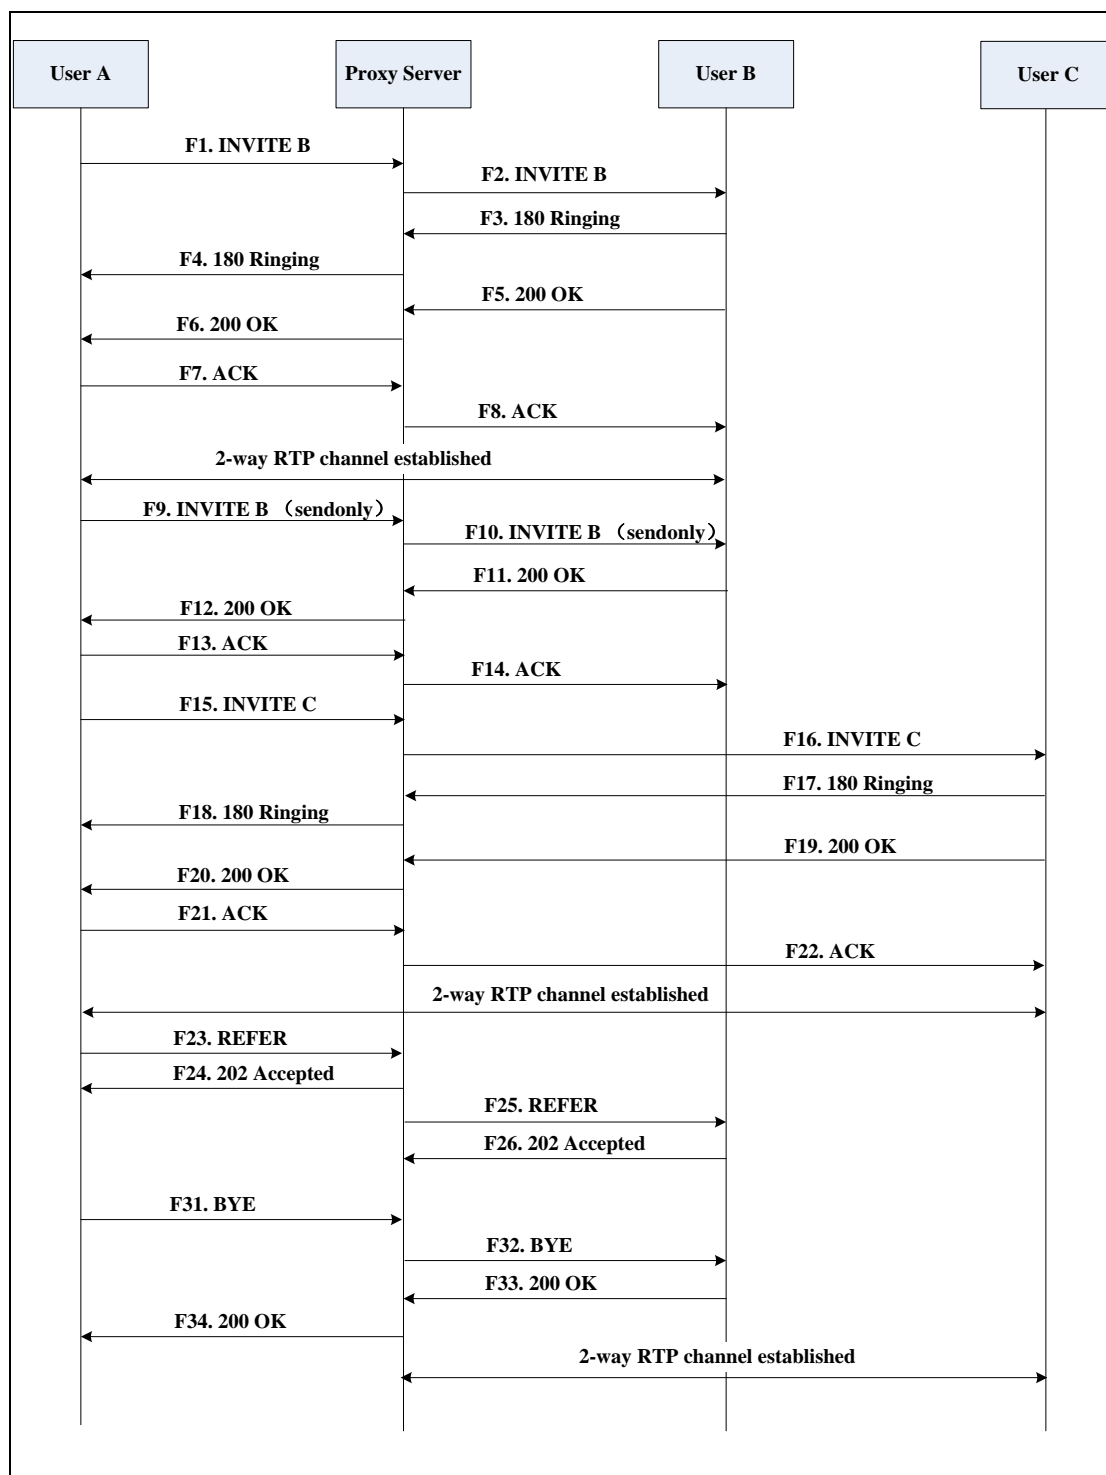 User A
Proxy Server
User B
User C
F1. INVITE B
F2. INVITE B
F3. 180 Ringing
F4. 180 Ringing
F5. 200 OK
F6. 200 OK
F7. ACK
F8. ACK
2-way RTP channel established
F9. INVITE B （sendonly）
F10. INVITE B （sendonly）
F11. 200 OK
F12. 200 OK
F13. ACK
F14. ACK
F15. INVITE C
F16. INVITE C
F17. 180 Ringing
F18. 180 Ringing
F19. 200 OK
F20. 200 OK
F21. ACK
F22. ACK
2-way RTP channel established
F23. REFER
F24. 202 Accepted
F25. REFER
F26. 202 Accepted
F31. BYE
F32. BYE
F33. 200 OK
F34. 200 OK
2-way RTP channel established